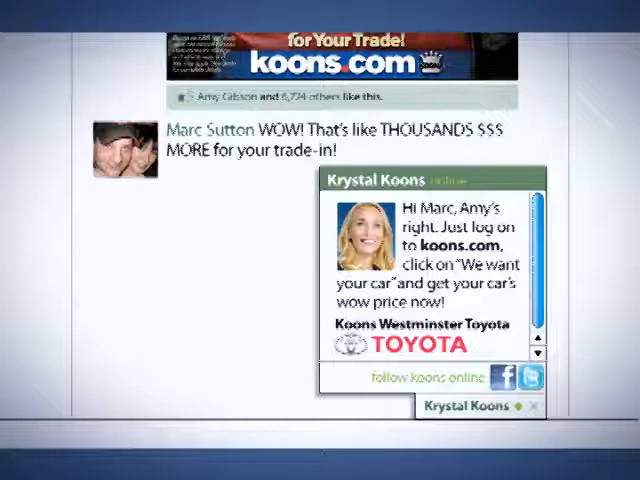 for Your Trade!
koons.com
Amy Gibson and 6,724 others like this.
Marc Sutton WOW! That's like THOUSANDS $$$
MORE for your trade-in!
Krystal Koons online
Hi Marc, Amy's
right. Just log on
to koons.com,
click on "We want
your car" and get your car's
wow price now!
Koons Westminster Toyota
TOYOTA
follow koons online
Krystal Koons